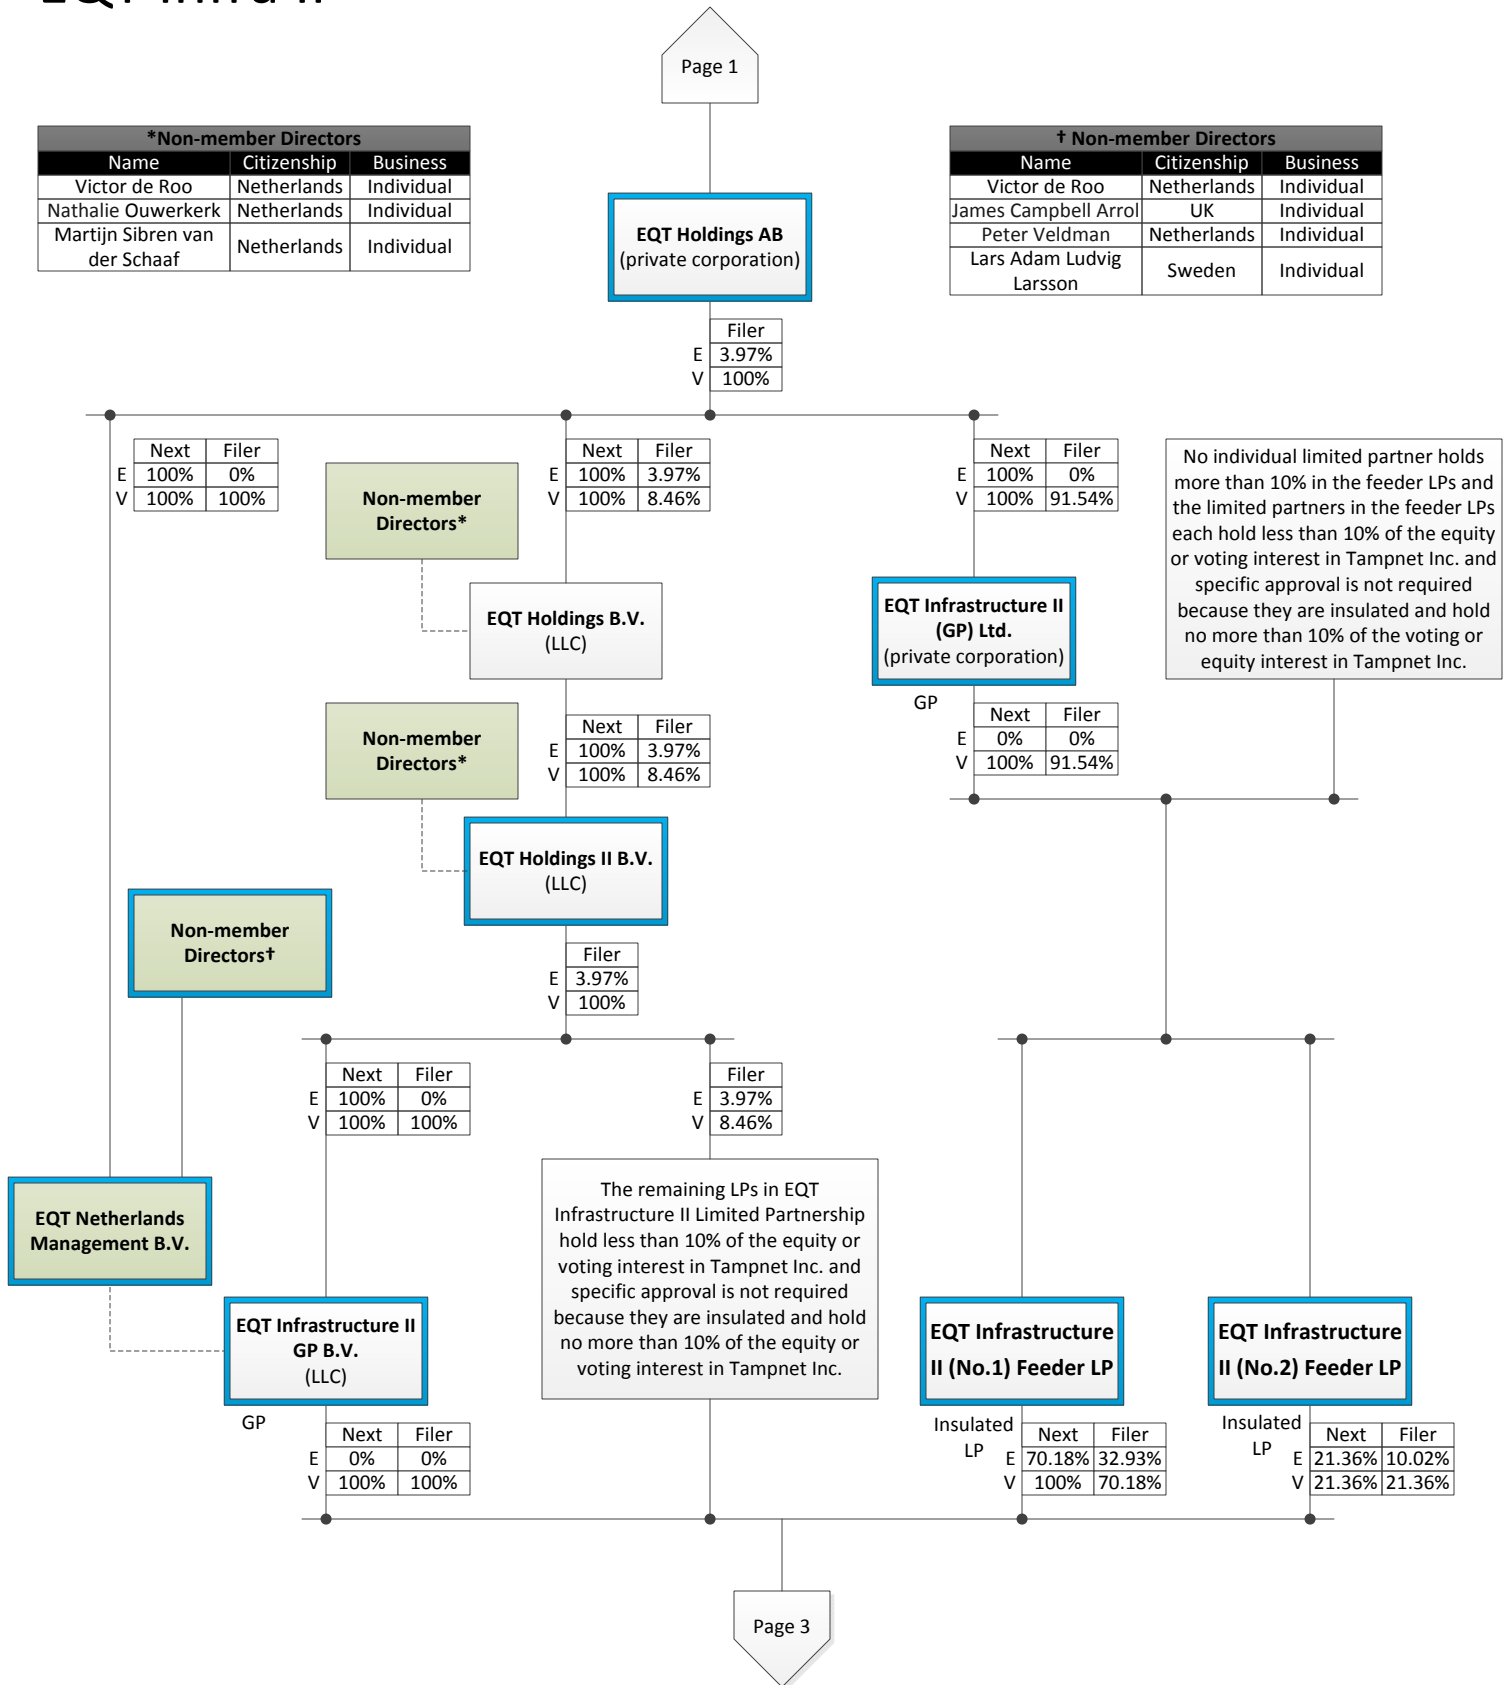 EQT Infra II
Page 1
*Non-member Directors
Name Citizenship Business
Victor de Roo Netherlands Individual
Nathalie Ouwerkerk Netherlands Individual
Martijn Sibren van
der Schaaf
Netherlands Individual
† Non-member Directors
Name Citizenship Business
Victor de Roo Netherlands Individual
James Campbell Arrol UK Individual
Peter Veldman Netherlands Individual
Lars Adam Ludvig
Larsson
Sweden Individual
EQT Holdings AB
(private corporation)
Filer
E 3.97%
V 100%
Next Filer
E 100% 0%
V 100% 100%
Non-member
Directors*
Next Filer
E 100% 3.97%
V 100% 8.46%
Next Filer
E 100% 0%
V 100% 91.54%
No individual limited partner holds
more than 10% in the feeder LPs and
the limited partners in the feeder LPs
each hold less than 10% of the equity
or voting interest in Tampnet Inc. and
specific approval is not required
because they are insulated and hold
no more than 10% of the voting or
equity interest in Tampnet Inc.
EQT Holdings B.V.
(LLC)
EQT Infrastructure II
(GP) Ltd.
(private corporation)
GP
Next Filer
E 0% 0%
V 100% 91.54%
Non-member
Directors*
Next Filer
E 100% 3.97%
V 100% 8.46%
EQT Holdings II B.V.
(LLC)
Non-member
Directors†
Filer
E 3.97%
V 100%
Next Filer
E 100% 0%
V 100% 100%
Filer
E 3.97%
V 8.46%
EQT Netherlands
Management B.V.
The remaining LPs in EQT
Infrastructure II Limited Partnership
hold less than 10% of the equity or
voting interest in Tampnet Inc. and
specific approval is not required
because they are insulated and hold
no more than 10% of the equity or
voting interest in Tampnet Inc.
EQT Infrastructure II
GP B.V.
(LLC)
GP
Next Filer
E 0% 0%
V 100% 100%
EQT Infrastructure
II (No.1) Feeder LP
Insulated
LP
Next Filer
E 70.18% 32.93%
V 100% 70.18%
EQT Infrastructure
II (No.2) Feeder LP
Insulated
LP
Next Filer
E 21.36% 10.02%
V 21.36% 21.36%
Page 3